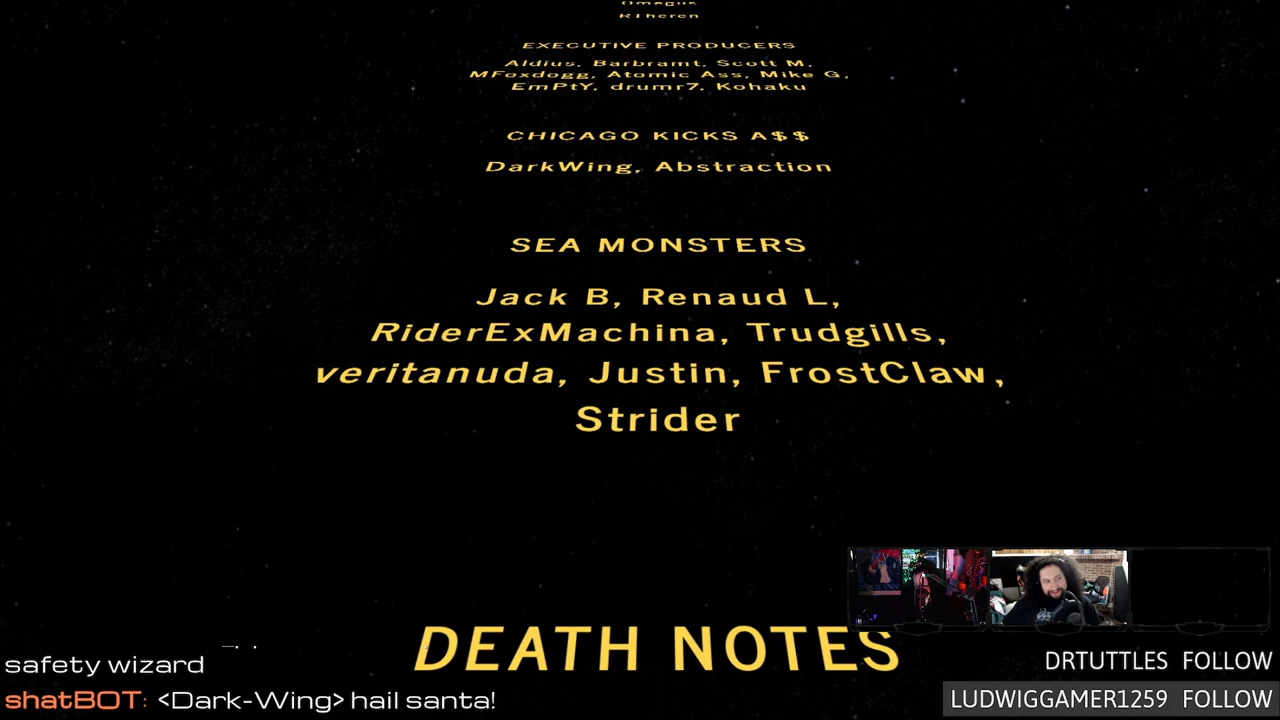 Omegus
Riheren
EXECUTIVE PRODUCERS
Aldius, Barbramt, Scott M,
MFoxdogg, Atomic Ass, Mike G,
EmPtY, drumr7, Kohaku
CHICAGO KICKS A$$
DarkWing, Abstraction
SEA MONSTERS
Jack B, Renaud L,
RiderExMachina, Trudgills,
veritanuda, Justin, FrostClaw,
Strider
DEATH NOTES
safety wizard
shatBOT: <Dark-Wing> hail santa!
DRTUTTLES FOLLOW
LUDWIGGAMER1259 FOLLOW